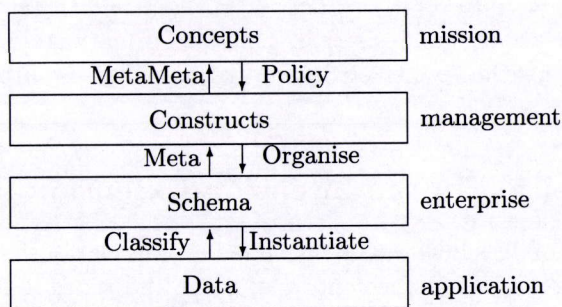 Concepts mission
MetaMeta Policy
Constructs management
Meta Organise
Schema enterprise
Classify Instantiate
Data application